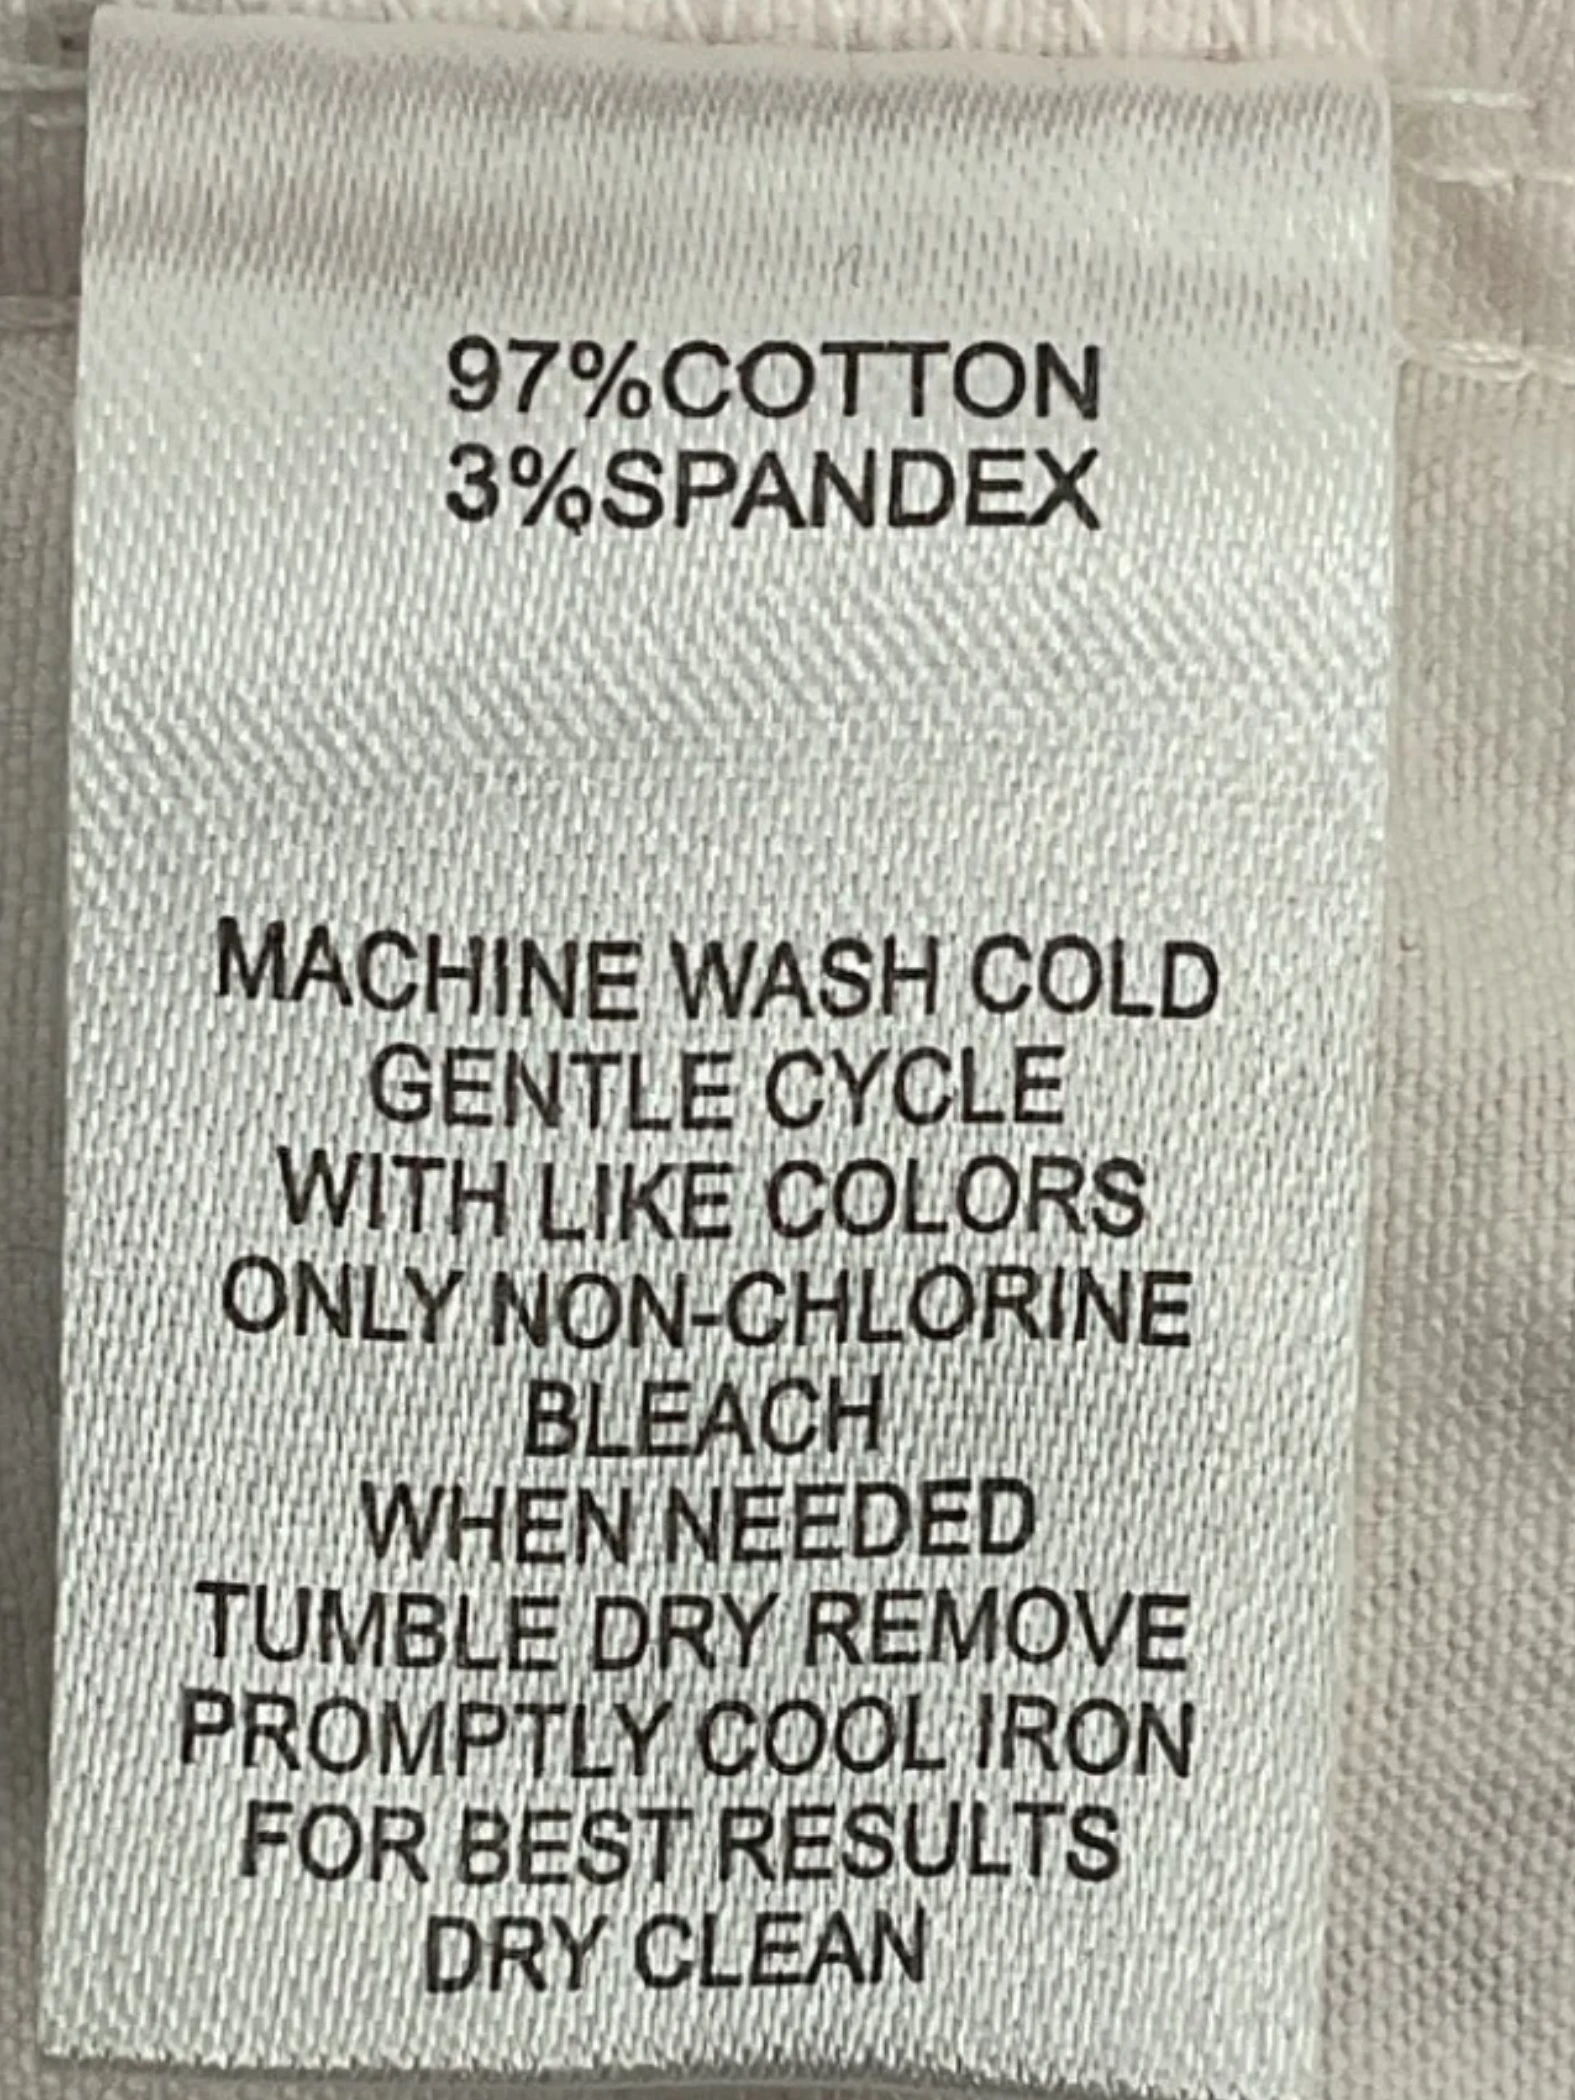 97%COTTON
3%SPANDEX
MACHINE WASH COLD
GENTLE CYCLE
WITH LIKE COLORS
ONLY NON-CHLORINE
BLEACH
WHEN NEEDED
TUMBLE DRY REMOVE
PROMPTLY COOL IRON
FOR BEST RESULTS
DRY CLEAN